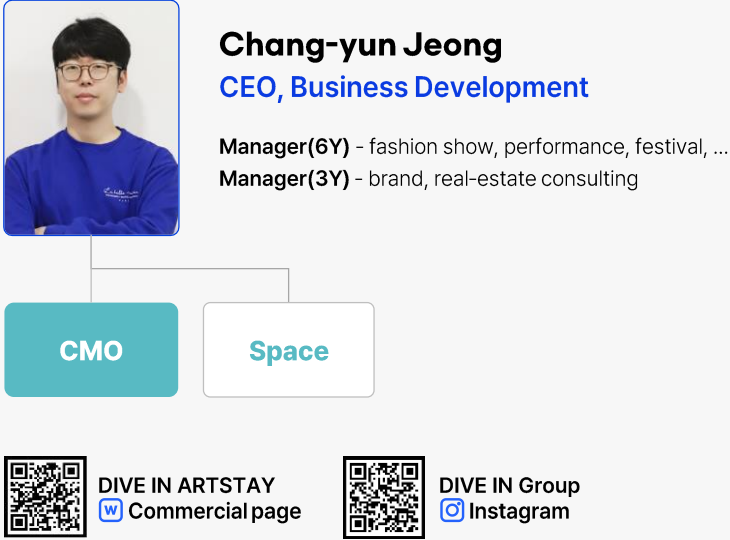 Chang-yun Jeong
CEO, Business Development
Manager(6Y) - fashion show, performance, festival, ...
Manager(3Y) - brand, real-estate consulting
CMO
Space
DIVE IN ARTSTAY
W Commercial page
DIVE IN Group
Instagram